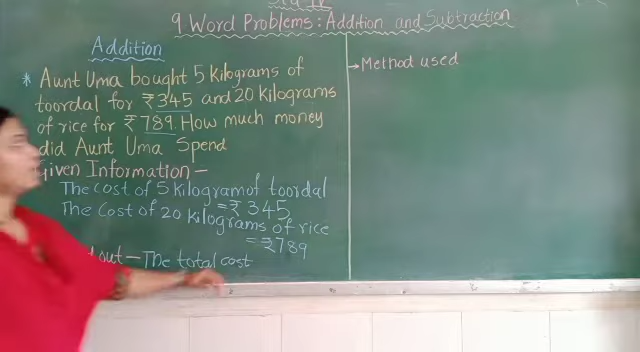 Std IV
9 Word Problems: Addition and Subtraction
Addition
* Aunt Uma bought 5 kilograms of
toordal for ₹345 and 20 kilograms
of rice for ₹789. How much money
did Aunt Uma Spend
Given Information —
The cost of 5 kilogram of toordal
= ₹ 345
The Cost of 20 kilograms of rice
= ₹789
out — The total cost
→ Method used